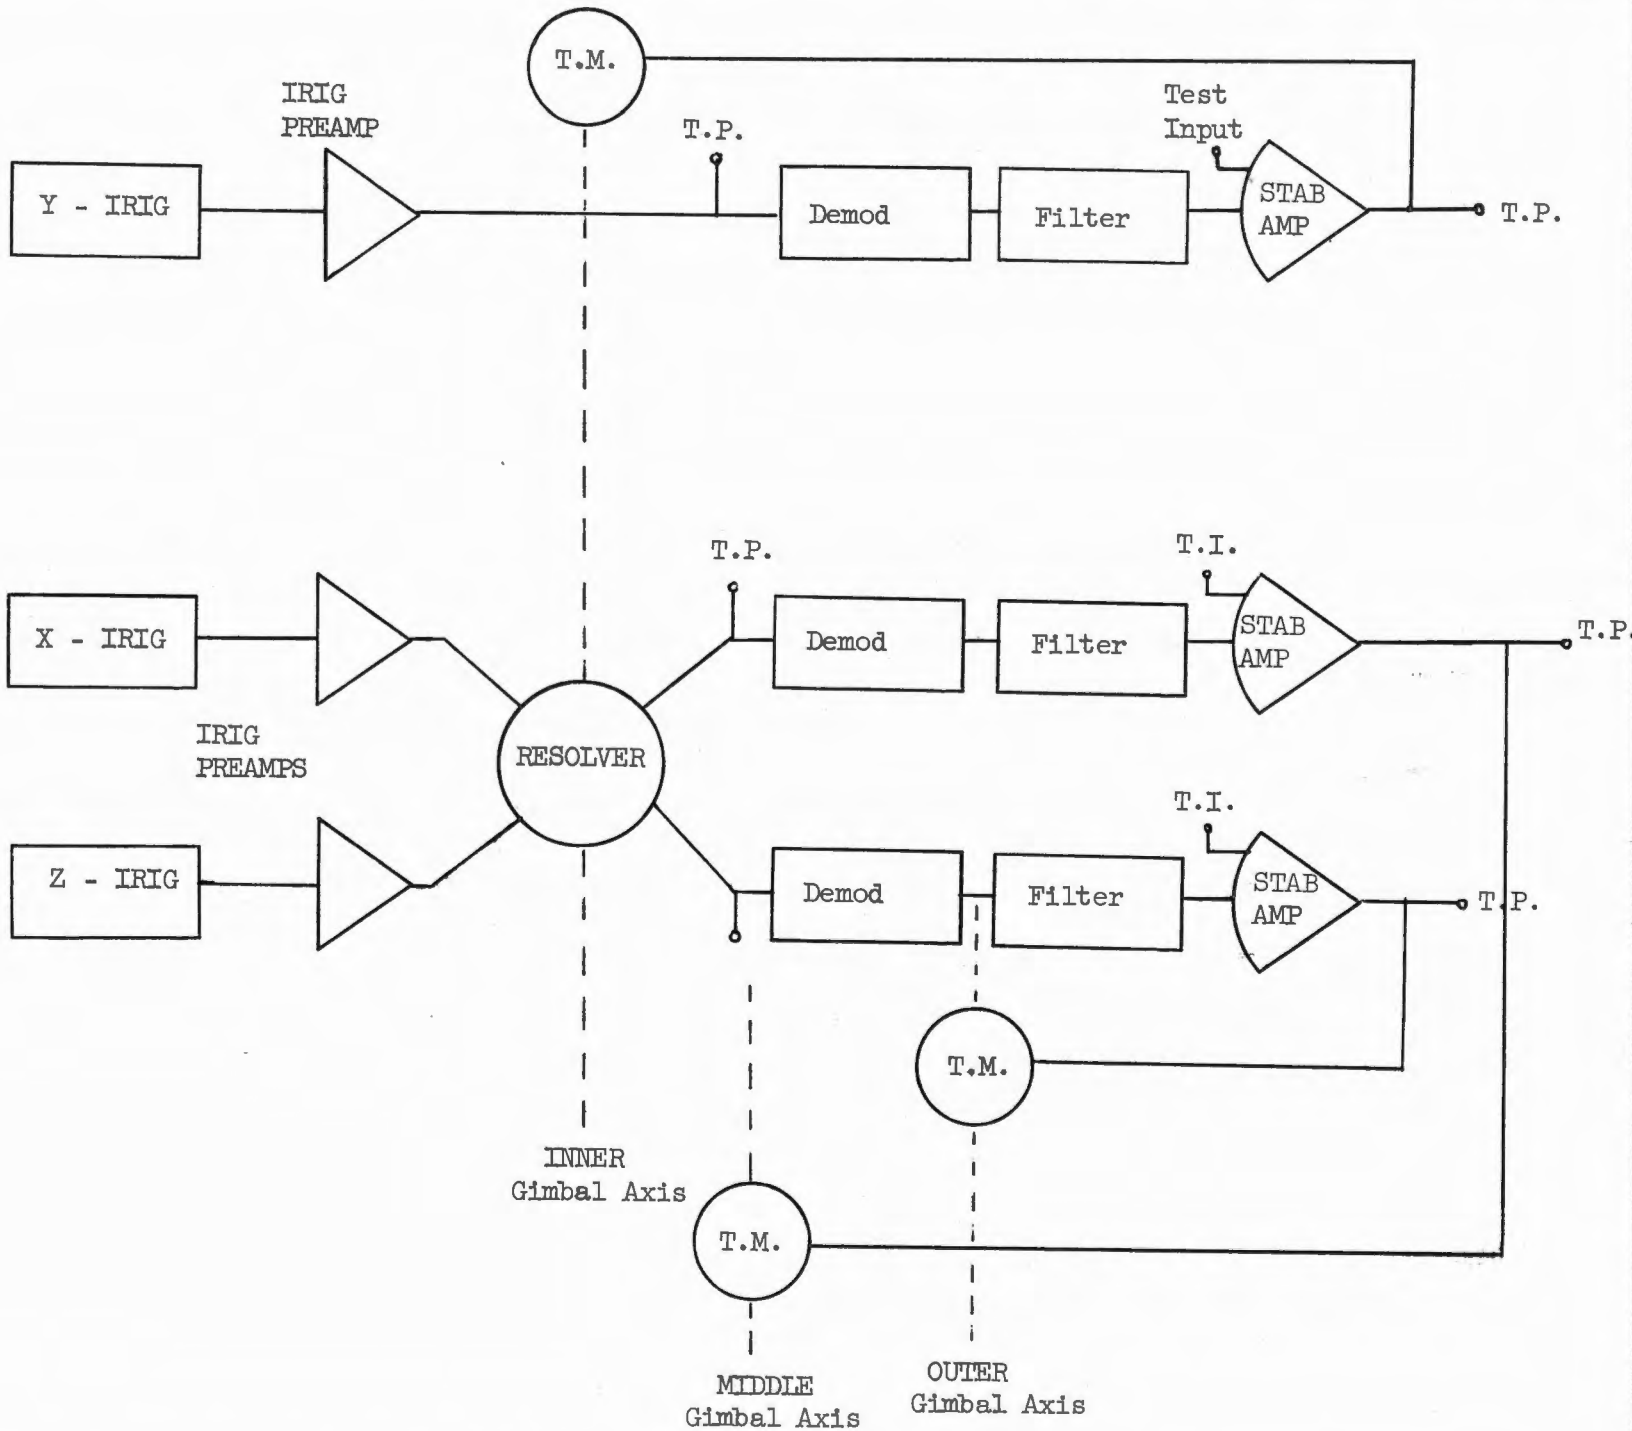 T.M.
IRIG
PREAMP
T.P.
Test
Input
Y - IRIG
Demod
Filter
STAB
AMP
T.P.
T.P.
T.I.
X - IRIG
Demod
Filter
STAB
AMP
T.P.
IRIG
PREAMPS
RESOLVER
T.I.
Z - IRIG
Demod
Filter
STAB
AMP
T.P.
T.M.
INNER
Gimbal Axis
T.M.
MIDDLE
Gimbal Axis
OUTER
Gimbal Axis